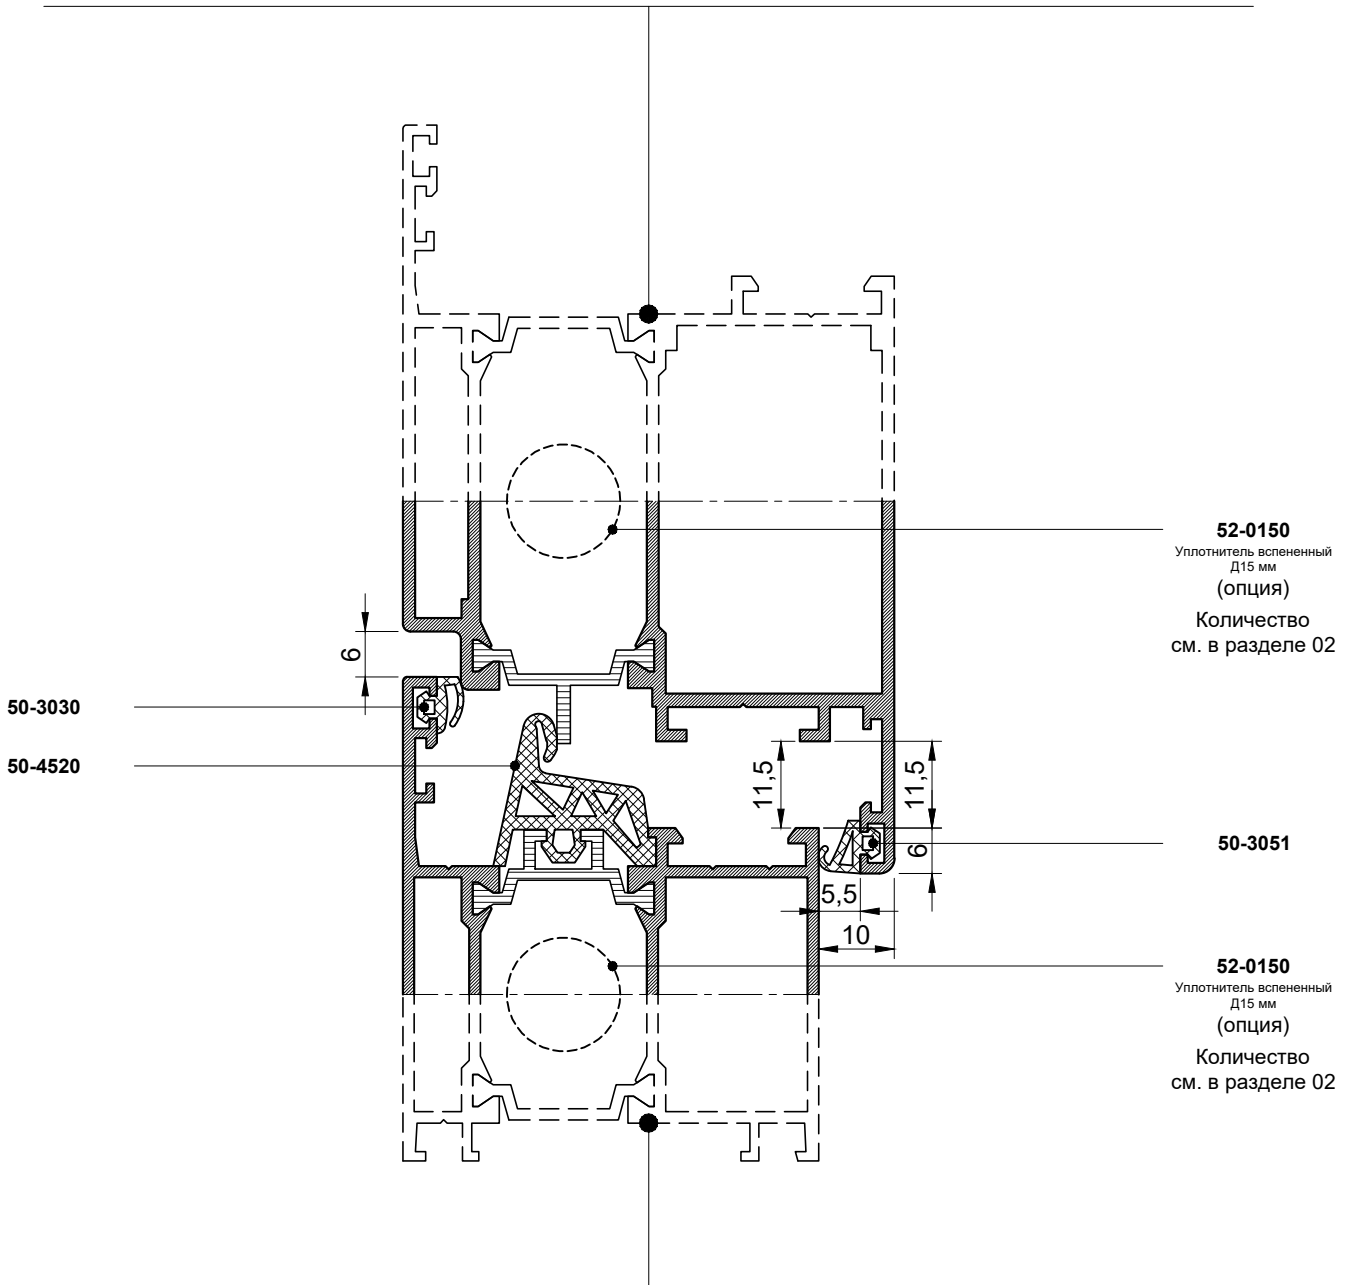 52-0150
Уплотнитель вспененный
Д15 мм
(опция)
Количество
см. в разделе 02
6
50-3030
50-4520
11,5
11,5
50-3051
6
5,5
10
52-0150
Уплотнитель вспененный
Д15 мм
(опция)
Количество
см. в разделе 02